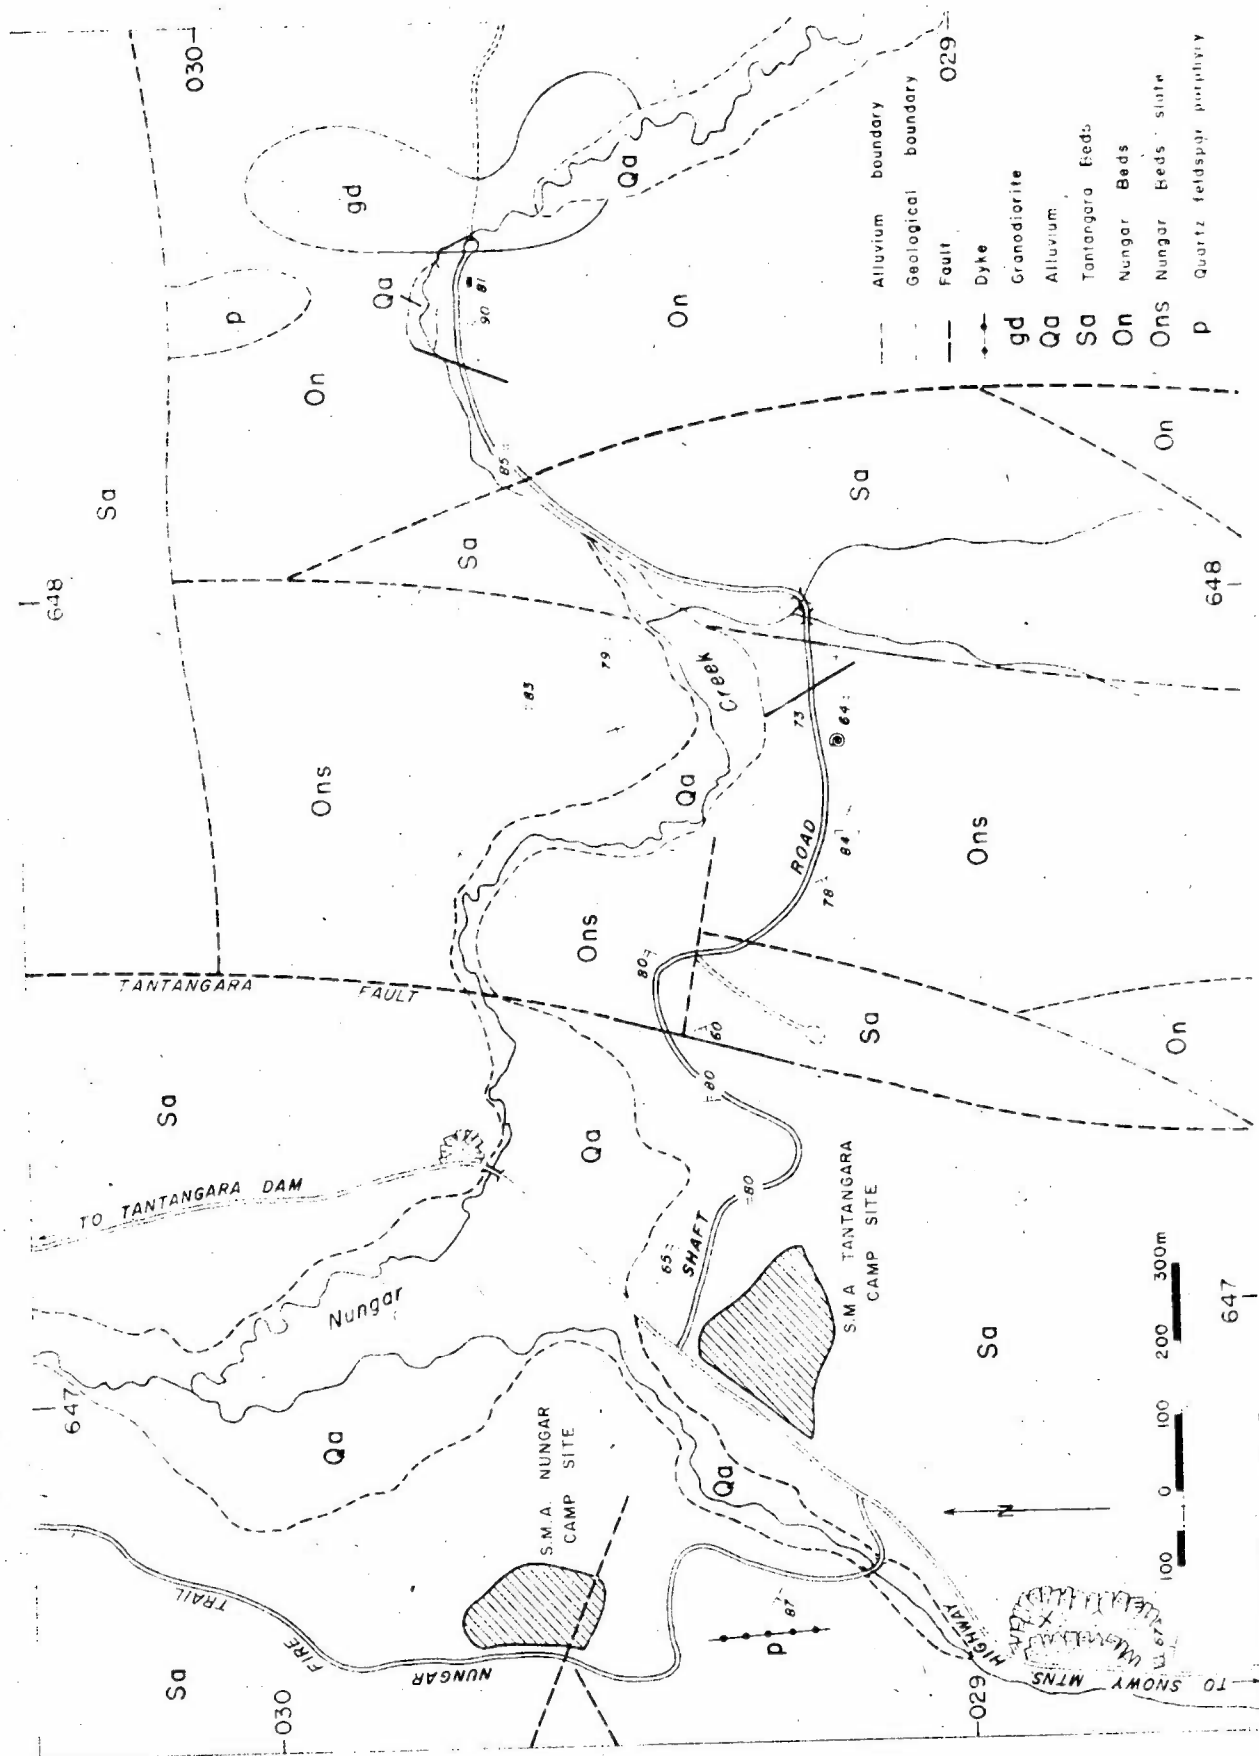 030
648
647
TO TANTANGARA DAM
TANTANGARA
FAULT
Sa
Sa
Sa
Sa
Sa
Sa
Sa
Sa
On
On
On
On
Ons
Ons
Ons
Qa
Qa
Qa
Qa
Qa
Qa
gd
p
p
Nungar
Creek
NUNGAR
FIRE
TRAIL
S.M.A. NUNGAR
CAMP SITE
S.M.A. TANTANGARA
CAMP SITE
SHAFT
ROAD
HIGHWAY
TO SNOWY MTNS
83
79
85
90
81
73
64
84
78
80
60
80
80
65
87
67
N
100 0 100 200 300m
030
029
029
647
648
Alluvium boundary
Geological boundary
Fault
Dyke
gd Granodiorite
Qa Alluvium
Sa Tantangara Beds
On Nungar Beds
Ons Nungar Beds slate
p Quartz feldspar porphyry